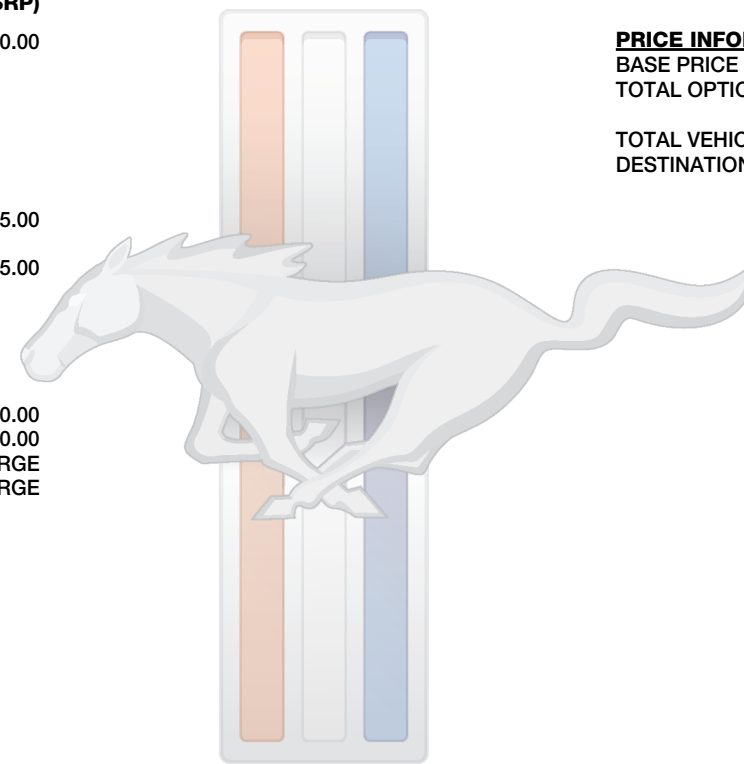 SRP)
0.00
5.00
5.00
0.00
0.00
RGE
RGE
PRICE INFO
BASE PRICE
TOTAL OPTIO
TOTAL VEHIC
DESTINATION